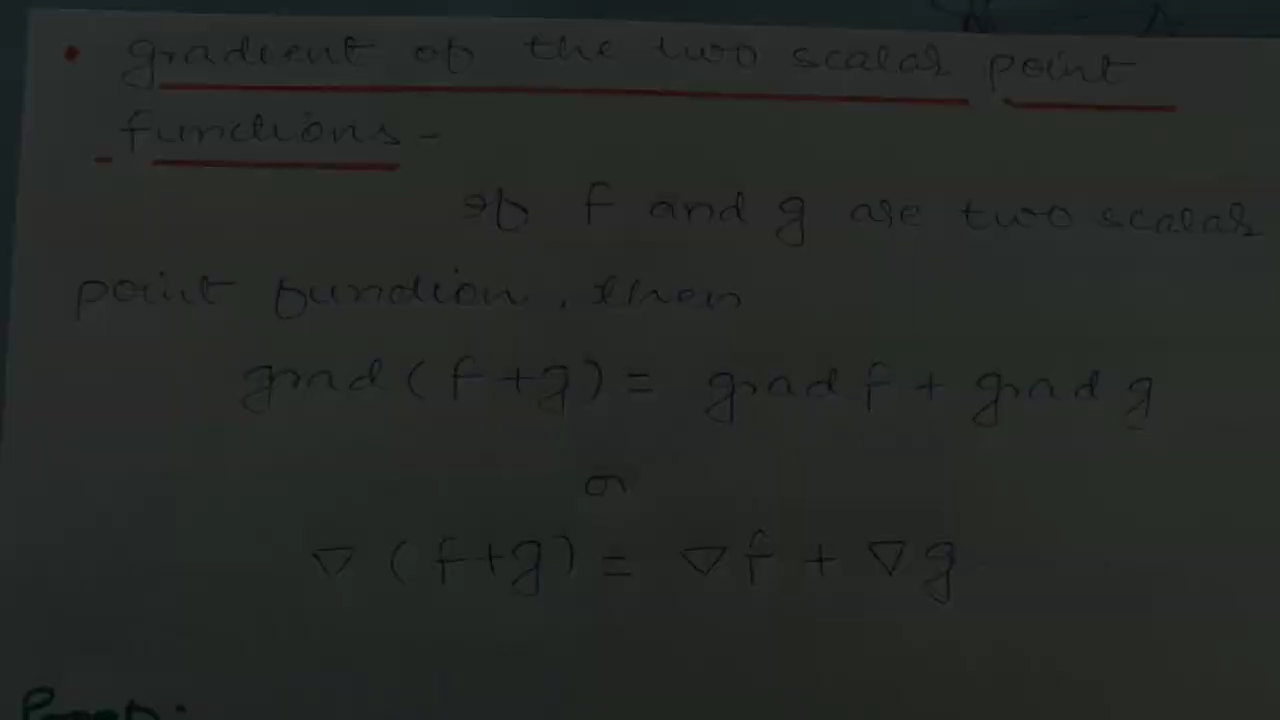 • gradient of the two scalar point
functions -
If f and g are two scalar
point function, then
grad (f+g) = grad f + grad g
or
∇ (f+g) = ∇f + ∇g
Proof: